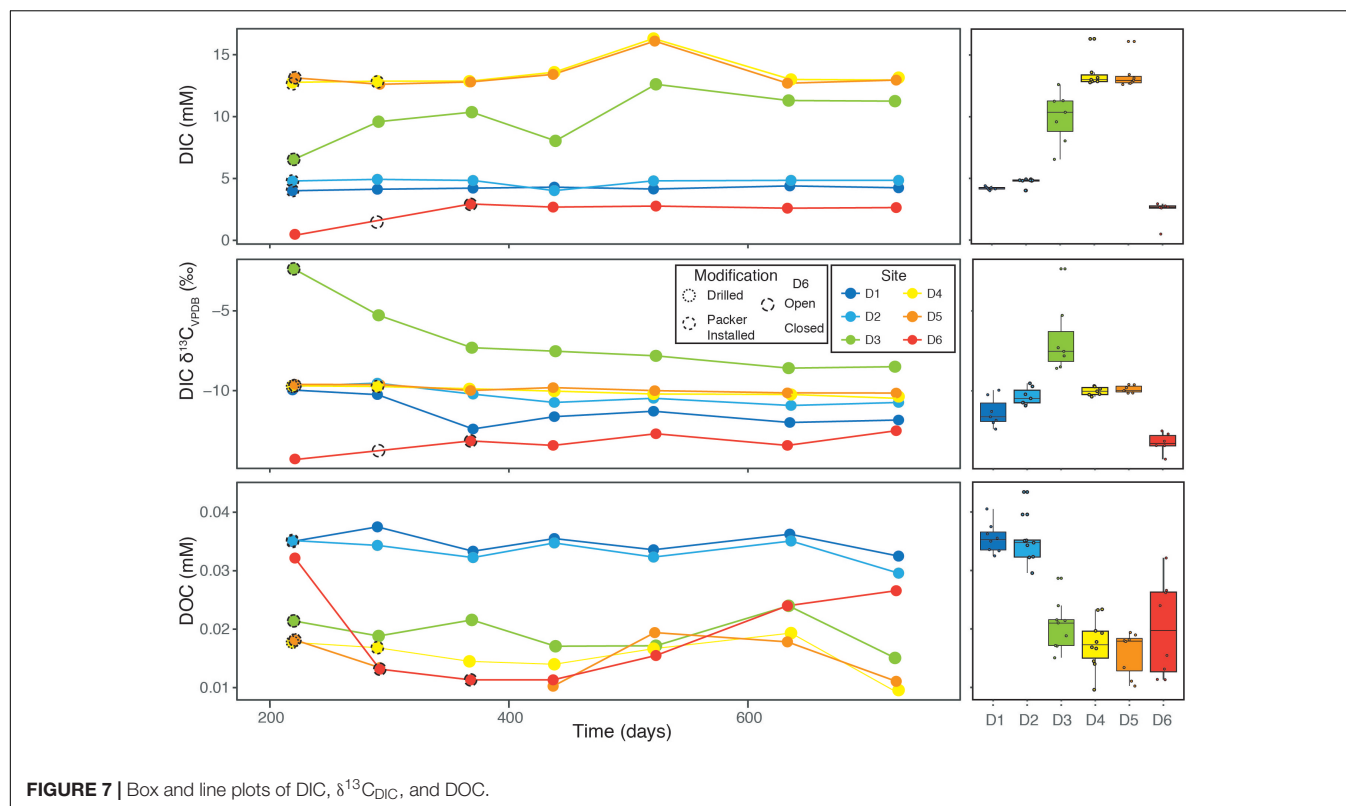 15
10
5
0
DIC (mM)
−5
−10
DIC δ¹³C_VPDB (‰)
Modification
Drilled
Packer
Installed
D6
Open
Closed
Site
D1
D2
D3
D4
D5
D6
0.04
0.03
0.02
0.01
DOC (mM)
200
400
600
Time (days)
D1 D2 D3 D4 D5 D6
FIGURE 7 | Box and line plots of DIC, δ¹³C_DIC, and DOC.